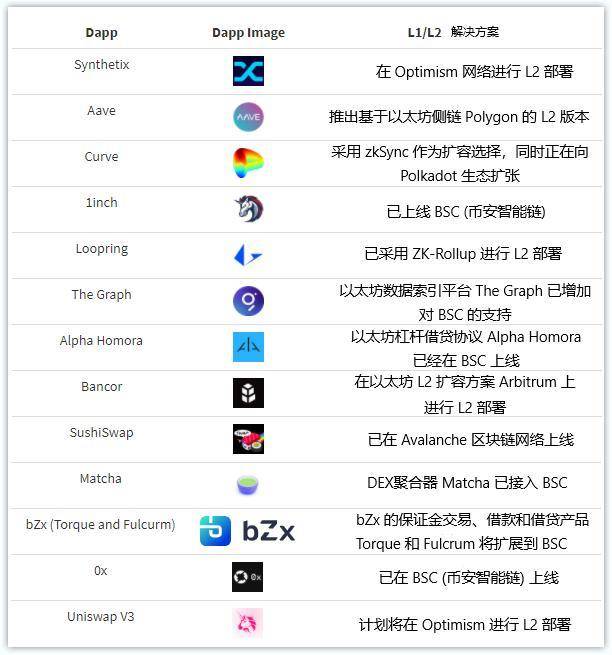 Dapp Dapp Image L1/L2 解决方案
Synthetix 在 Optimism 网络进行 L2 部署
Aave AAVE 推出基于以太坊侧链 Polygon 的 L2 版本
Curve 采用 zkSync 作为扩容选择，同时正在向
Polkadot 生态扩张
1inch 已上线 BSC (币安智能链)
Loopring 已采用 ZK-Rollup 进行 L2 部署
The Graph 以太坊数据索引平台 The Graph 已增加
对 BSC 的支持
Alpha Homora 以太坊杠杆借贷协议 Alpha Homora
已经在 BSC 上线
Bancor 在以太坊 L2 扩容方案 Arbitrum 上
进行 L2 部署
SushiSwap 已在 Avalanche 区块链网络上线
Matcha DEX聚合器 Matcha 已接入 BSC
bZx (Torque and Fulcurm) bZx bZx 的保证金交易、借款和借贷产品
Torque 和 Fulcrum 将扩展到 BSC
0x 0x 已在 BSC (币安智能链) 上线
Uniswap V3 计划将在 Optimism 进行 L2 部署